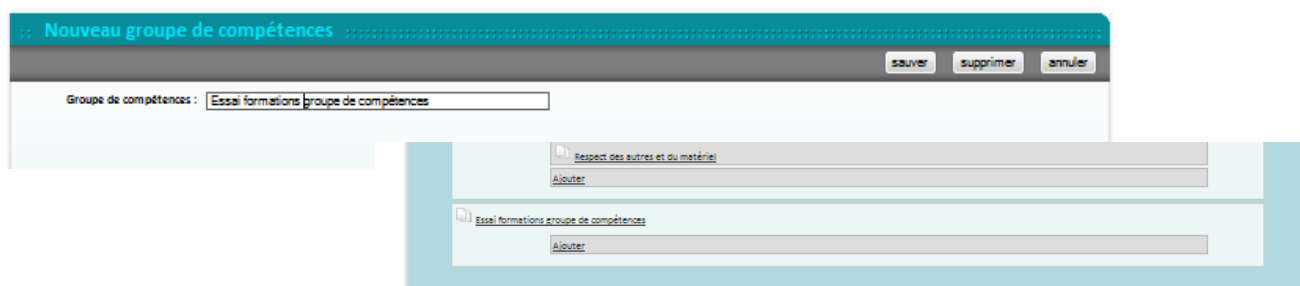 Nouveau groupe de compétences
sauver supprimer annuler
Groupe de compétences : Essai formations groupe de compétences
Respect des autres et du matériel
Ajouter
Essai formations groupe de compétences
Ajouter